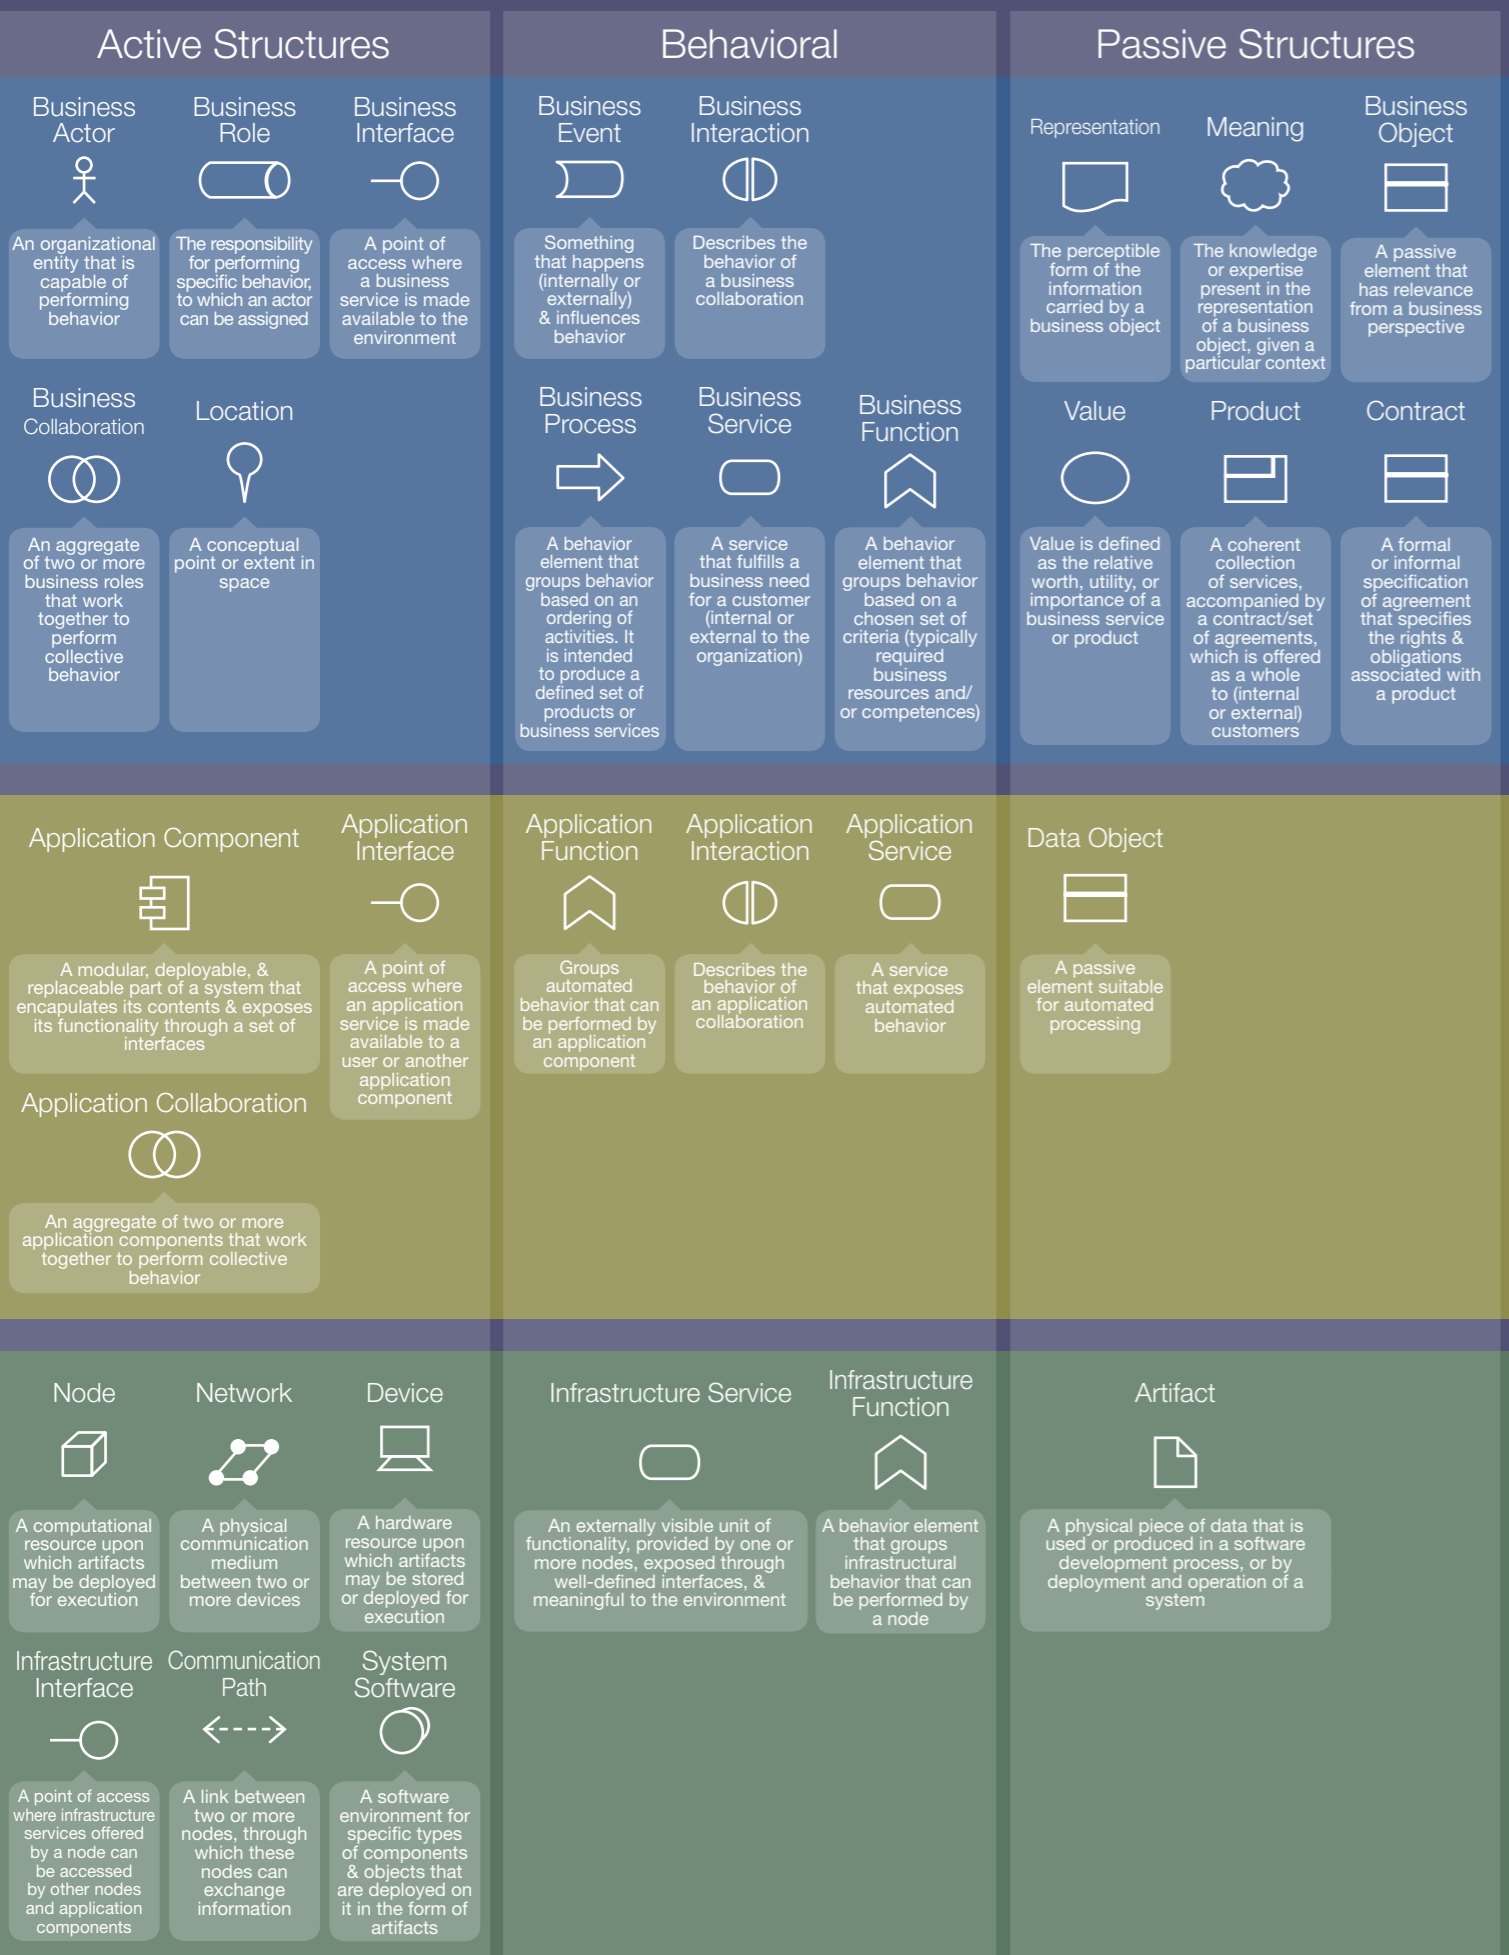 Active Structures
Behavioral
Passive Structures
Business
Actor
An organizational
entity that is
capable of
performing
behavior
Business
Role
The responsibility
for performing
specific behavior,
to which an actor
can be assigned
Business
Interface
A point of
access where
a business
service is made
available to the
environment
Business
Event
Something
that happens
(internally or
externally)
& influences
behavior
Business
Interaction
Describes the
behavior of
a business
collaboration
Representation
The perceptible
form of the
information
carried by a
business object
Meaning
The knowledge
or expertise
present in the
representation
of a business
object, given a
particular context
Business
Object
A passive
element that
has relevance
from a business
perspective
Business
Collaboration
An aggregate
of two or more
business roles
that work
together to
perform
collective
behavior
Location
A conceptual
point or extent in
space
Business
Process
A behavior
element that
groups behavior
based on an
ordering of
activities. It
is intended
to produce a
defined set of
products or
business services
Business
Service
A service
that fulfills a
business need
for a customer
(internal or
external to the
organization)
Business
Function
A behavior
element that
groups behavior
based on a
chosen set of
criteria (typically
required
business
resources and/
or competences)
Value
Value is defined
as the relative
worth, utility, or
importance of a
business service
or product
Product
A coherent
collection
of services,
accompanied by
a contract/set
of agreements,
which is offered
as a whole
to (internal
or external)
customers
Contract
A formal
or informal
specification
of agreement
that specifies
the rights &
obligations
associated with
a product
Application Component
A modular, deployable, &
replaceable part of a system that
encapulates its contents & exposes
its functionality through a set of
interfaces
Application
Interface
A point of
access where
an application
service is made
available to a
user or another
application
component
Application
Function
Groups
automated
behavior that can
be performed by
an application
component
Application
Interaction
Describes the
behavior of
an application
collaboration
Application
Service
A service
that exposes
automated
behavior
Data Object
A passive
element suitable
for automated
processing
Application Collaboration
An aggregate of two or more
application components that work
together to perform collective
behavior
Node
A computational
resource upon
which artifacts
may be deployed
for execution
Network
A physical
communication
medium
between two or
more devices
Device
A hardware
resource upon
which artifacts
may be stored
or deployed for
execution
Infrastructure Service
An externally visible unit of
functionality, provided by one or
more nodes, exposed through
well-defined interfaces, &
meaningful to the environment
Infrastructure
Function
A behavior element
that groups
infrastructural
behavior that can
be performed by
a node
Artifact
A physical piece of data that is
used or produced in a software
development process, or by
deployment and operation of a
system
Infrastructure
Interface
A point of access
where infrastructure
services offered
by a node can
be accessed
by other nodes
and application
components
Communication
Path
A link between
two or more
nodes, through
which these
nodes can
exchange
information
System
Software
A software
environment for
specific types
of components
& objects that
are deployed on
it in the form of
artifacts